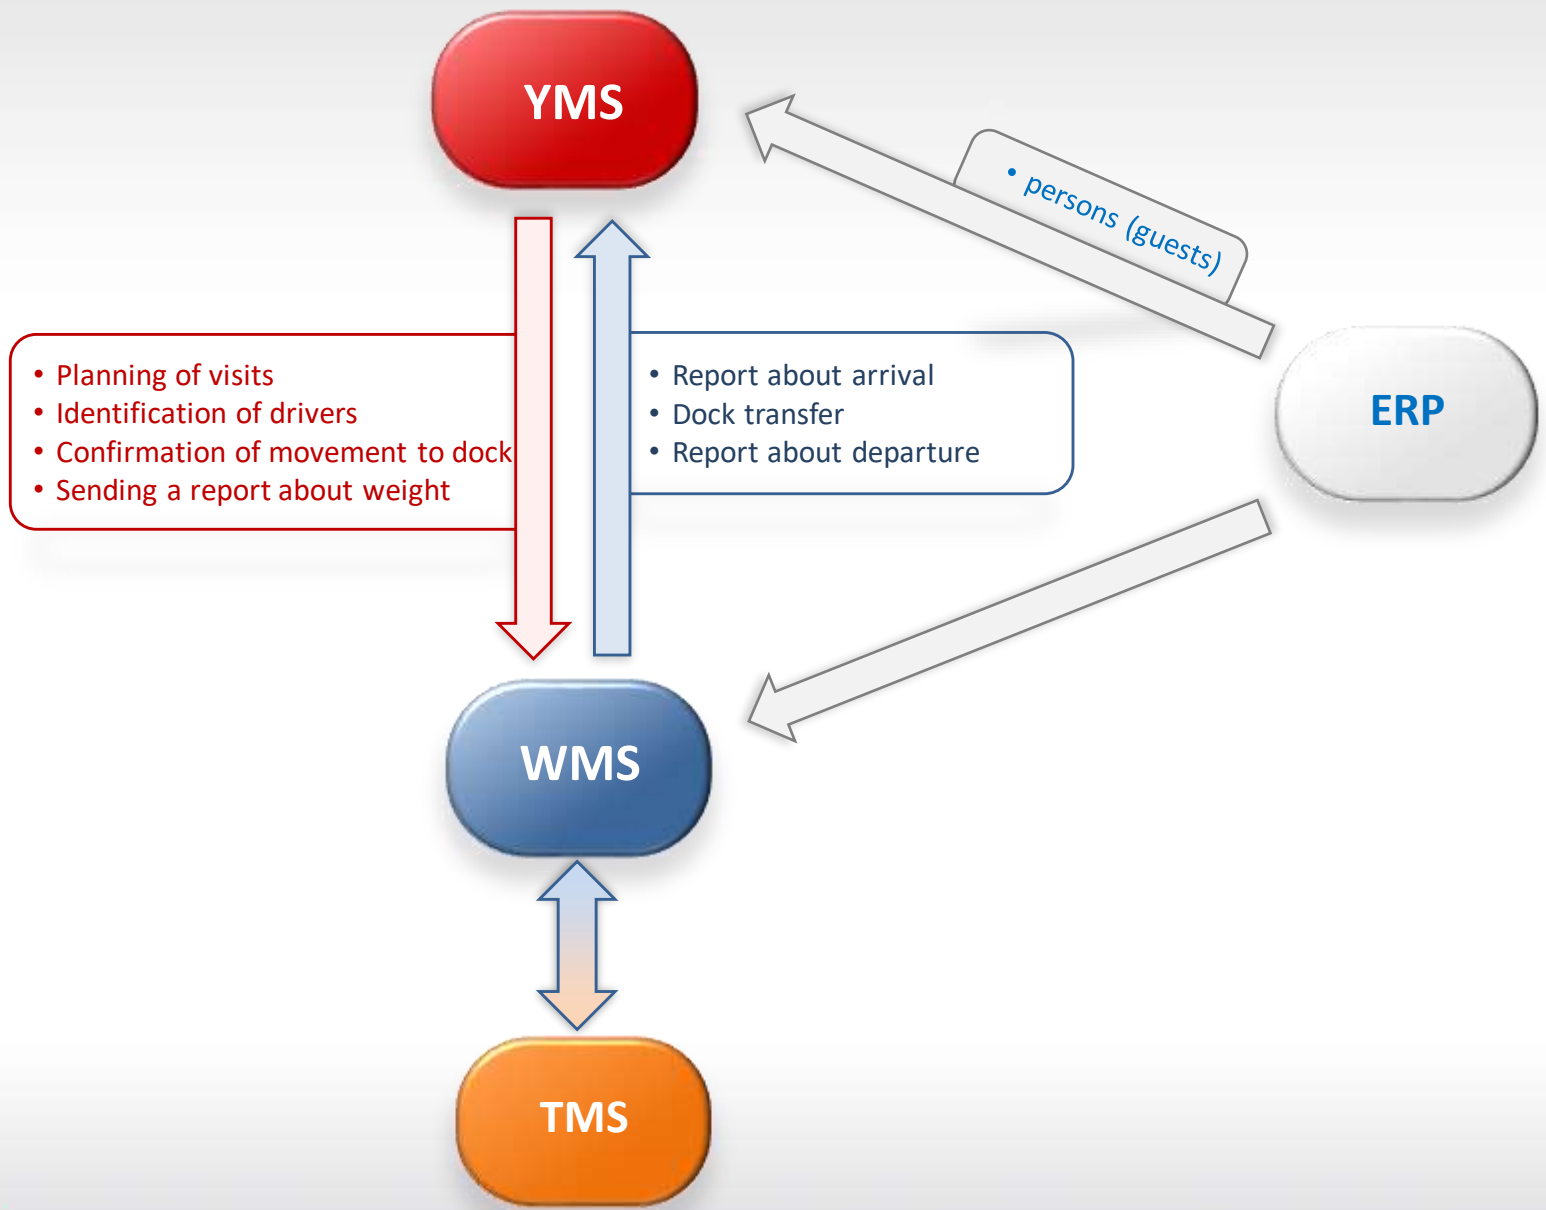 YMS
• persons (guests)
• Planning of visits
• Identification of drivers
• Confirmation of movement to dock
• Sending a report about weight
• Report about arrival
• Dock transfer
• Report about departure
ERP
WMS
TMS